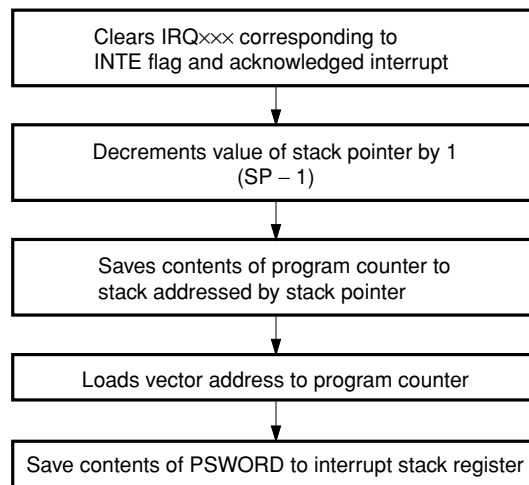 Clears IRQ××× corresponding to
INTE flag and acknowledged interrupt
Decrements value of stack pointer by 1
(SP – 1)
Saves contents of program counter to
stack addressed by stack pointer
Loads vector address to program counter
Save contents of PSWORD to interrupt stack register